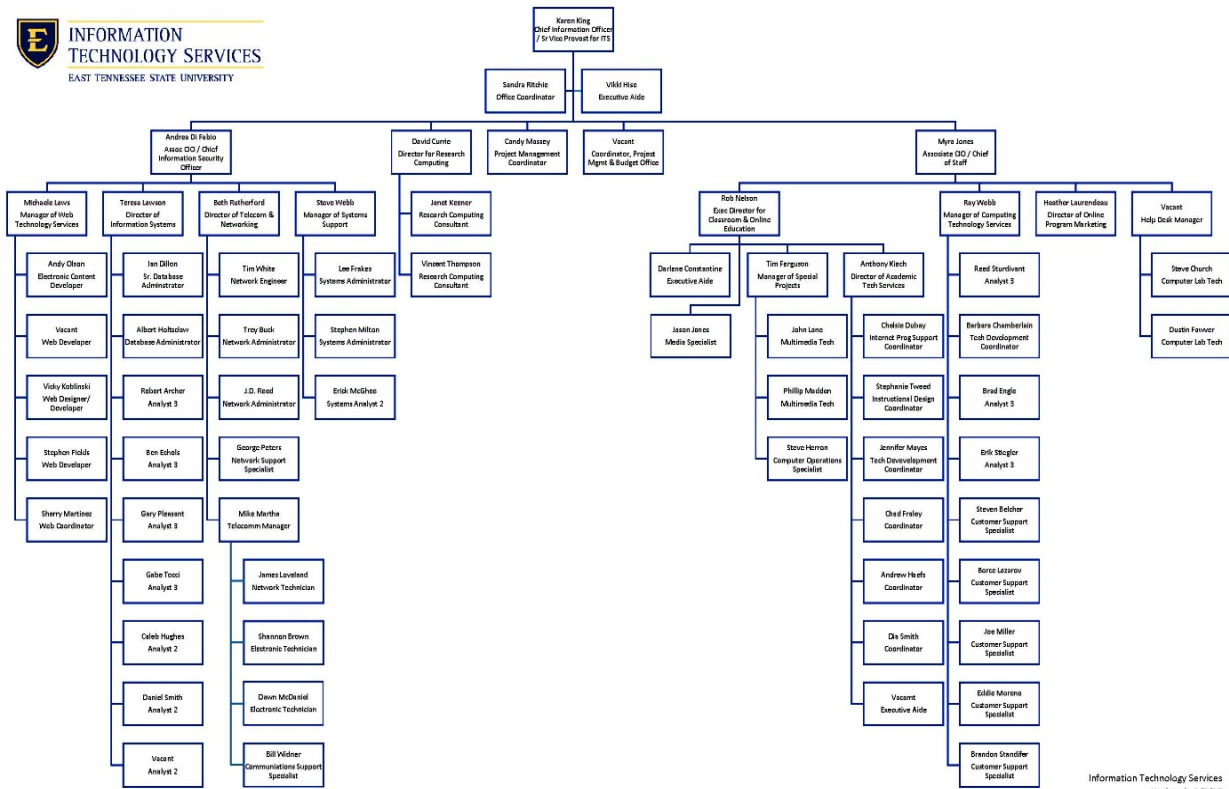 E
INFORMATION
TECHNOLOGY SERVICES
EAST TENNESSEE STATE UNIVERSITY
Karen King
Chief Information Officer
/ Sr Vice Provost for ITS
Sandra Ritchie
Office Coordinator
Vikki Hise
Executive Aide
Andrea Di Fabio
Assoc CIO / Chief
Information Security
Officer
David Currie
Director for Research
Computing
Candy Massey
Project Management
Coordinator
Vacant
Coordinator, Project
Mgmt & Budget Office
Myra Jones
Associate CIO / Chief
of Staff
Michaele Laws
Manager of Web
Technology Services
Teresa Lawson
Director of
Information Systems
Beth Rutherford
Director of Telecom &
Networking
Steve Webb
Manager of Systems
Support
Janet Keener
Research Computing
Consultant
Vincent Thompson
Research Computing
Consultant
Rob Nelson
Exec Director for
Classroom & Online
Education
Ray Webb
Manager of Computing
Technology Services
Heather Laurendeau
Director of Online
Program Marketing
Vacant
Help Desk Manager
Andy Olson
Electronic Content
Developer
Vacant
Web Developer
Vicky Koblinski
Web Designer/
Developer
Stephen Fields
Web Developer
Sherry Martinez
Web Coordinator
Ian Dillon
Sr. Database
Adminstrator
Albert Holtsclaw
Database Administrator
Robert Archer
Analyst 3
Ben Echols
Analyst 3
Gary Pleasant
Analyst 3
Gabe Tocci
Analyst 3
Caleb Hughes
Analyst 2
Daniel Smith
Analyst 2
Vacant
Analyst 2
Tim White
Network Engineer
Trey Buck
Network Administrator
J.D. Reed
Network Administrator
George Peters
Network Support
Specialist
Mike Martha
Telecomm Manager
James Loveland
Network Technician
Shannon Brown
Electronic Technician
Dawn McDaniel
Electronic Technician
Bill Widner
Communications Support
Specialist
Lee Frakes
Systems Administrator
Stephen Milton
Systems Administrator
Erick McGhee
Systems Analyst 2
Darlene Constantine
Executive Aide
Jason Jones
Media Specialist
Tim Ferguson
Manager of Special
Projects
John Lane
Multimedia Tech
Phillip Madden
Multimedia Tech
Steve Herron
Computer Operations
Specialist
Anthony Kiech
Director of Academic
Tech Services
Chelsie Dubay
Internet Prog Support
Coordinator
Stephanie Tweed
Instructional Design
Coordinator
Jennifer Mayes
Tech Devevelopment
Coordinator
Chad Fraley
Coordinator
Andrew Haefs
Coordinator
Dia Smith
Coordinator
Vacamt
Executive Aide
Reed Sturdivant
Analyst 3
Barbara Chamberlain
Tech Development
Coordinator
Brad Engle
Analyst 3
Erik Stiegler
Analyst 3
Steven Belcher
Customer Support
Specialist
Borce Lazarov
Customer Support
Specialist
Joe Miller
Customer Support
Specialist
Eddie Moreno
Customer Support
Specialist
Brandon Standifer
Customer Support
Specialist
Steve Church
Computer Lab Tech
Dustin Fawver
Computer Lab Tech
Information Technology Services